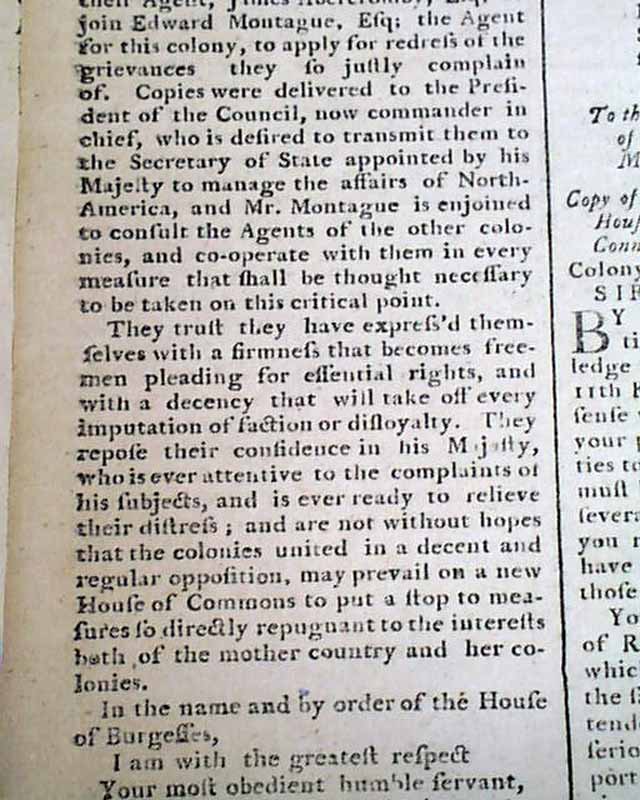 their Agent, James Abercromby, Esq.
join Edward Montague, Esq; the Agent
for this colony, to apply for redreſs of the
grievances they ſo juſtly complain
of. Copies were delivered to the Preſi-
dent of the Council, now commander in
chief, who is deſired to tranſmit them to
the Secretary of State appointed by his
Majeſty to manage the affairs of North-
America, and Mr. Montague is enjoined
to conſult the Agents of the other colo-
nies, and co-operate with them in every
meaſure that ſhall be thought neceſſary
to be taken on this critical point.
They truſt they have expreſs'd them-
ſelves with a firmneſs that becomes free-
men pleading for eſſential rights, and
with a decency that will take off every
imputation of faction or diſloyalty. They
repoſe their confidence in his Majeſty,
who is ever attentive to the complaints of
his ſubjects, and is ever ready to relieve
their diſtreſs ; and are not without hopes
that the colonies united in a decent and
regular oppoſition, may prevail on a new
Houſe of Commons to put a ſtop to mea-
ſures ſo directly repugnant to the intereſts
both of the mother country and her co-
lonies.
In the name and by order of the Houſe
of Burgeſſes,
I am with the greateſt reſpect
Your moſt obedient humble ſervant,
To th
of
M
Copy of
Houſ
Conn
Colony
SIR
BY
ti
ledge
11th
ſenſe
your p
ties to
muſt
ſevera
you
have
thoſe
Yo
of R
which
the
tend
ſerio
port